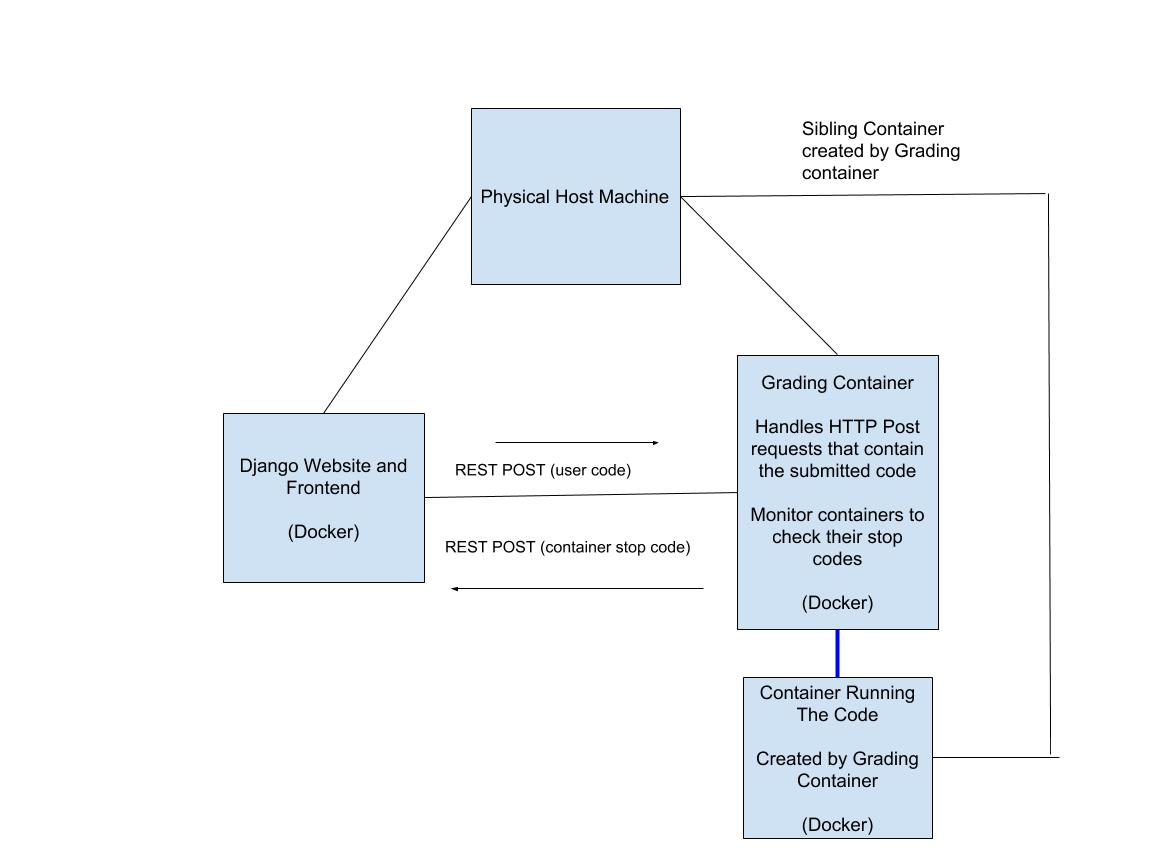 Sibling Container
created by Grading
container
Physical Host Machine
Grading Container
Handles HTTP Post
requests that contain
the submitted code
Monitor containers to
check their stop
codes
(Docker)
Django Website and
Frontend
(Docker)
REST POST (user code)
REST POST (container stop code)
Container Running
The Code
Created by Grading
Container
(Docker)